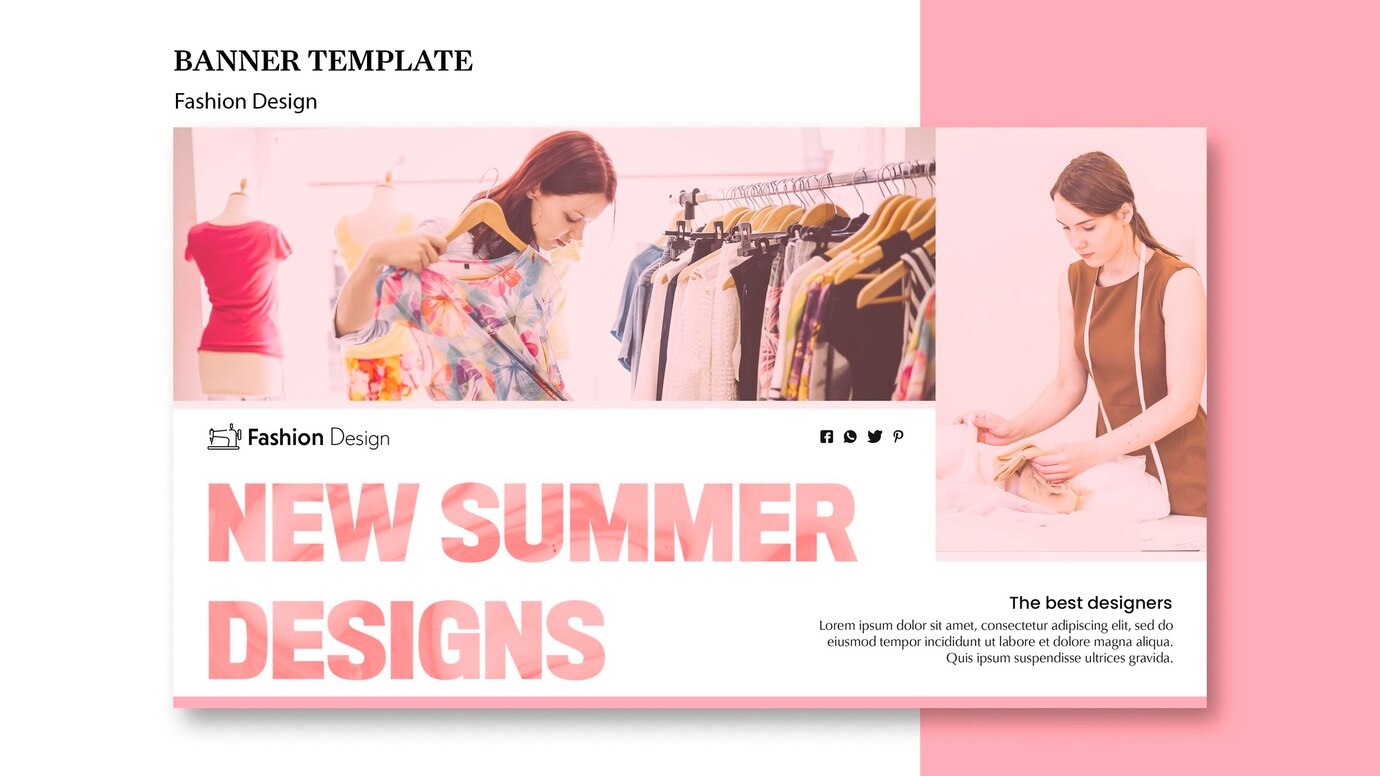 BANNER TEMPLATE
Fashion Design
Fashion Design
NEW SUMMER
DESIGNS
The best designers
Lorem ipsum dolor sit amet, consectetur adipiscing elit, sed do
eiusmod tempor incididunt ut labore et dolore magna aliqua.
Quis ipsum suspendisse ultrices gravida.